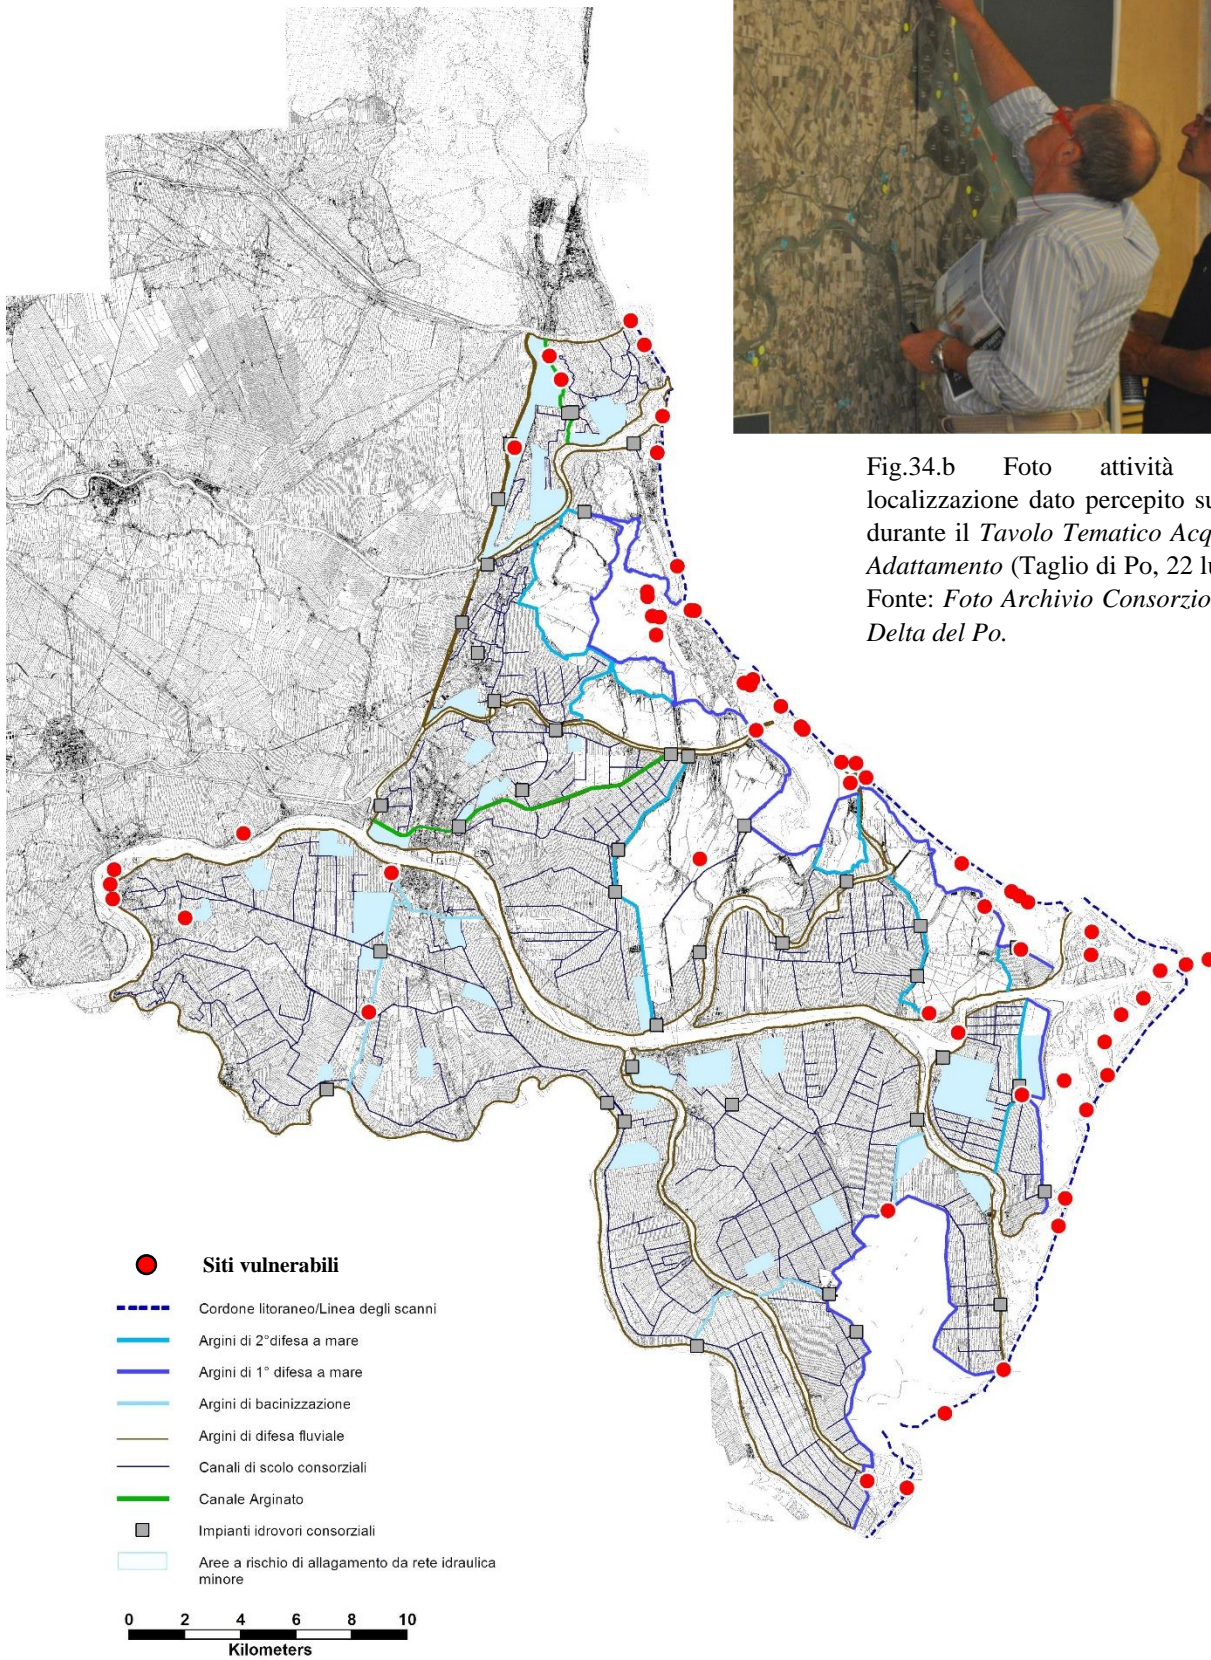 Fig.34.b Foto attività
localizzazione dato percepito su
durante il Tavolo Tematico Acq
Adattamento (Taglio di Po, 22 lu
Fonte: Foto Archivio Consorzio
Delta del Po.
Siti vulnerabili
Cordone litoraneo/Linea degli scanni
Argini di 2°difesa a mare
Argini di 1° difesa a mare
Argini di bacinizzazione
Argini di difesa fluviale
Canali di scolo consorziali
Canale Arginato
Impianti idrovori consorziali
Aree a rischio di allagamento da rete idraulica
minore
0 2 4 6 8 10
Kilometers